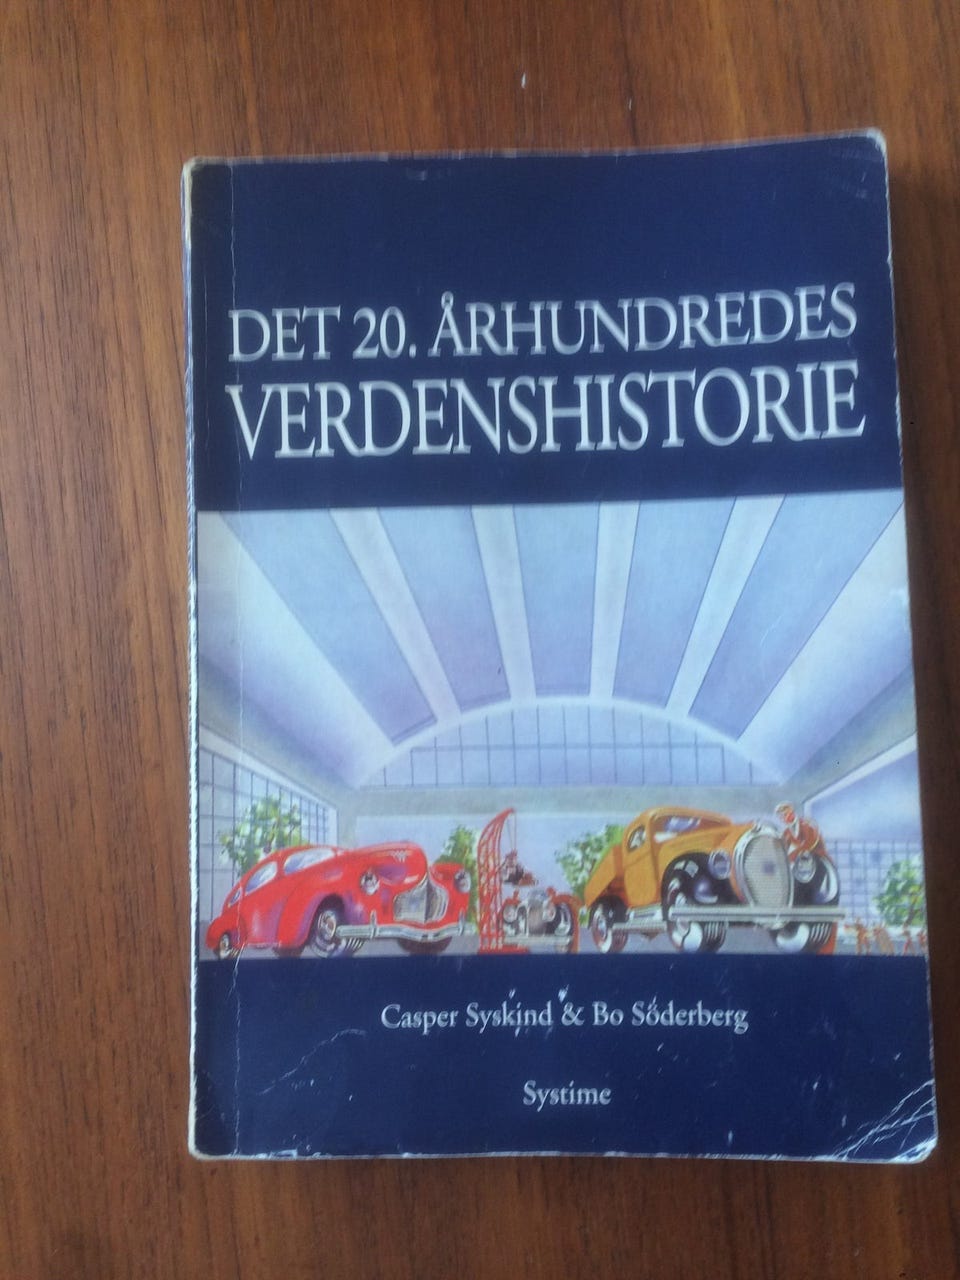 DET 20. ÅRHUNDREDES
VERDENSHISTORIE
Casper Syskind & Bo Söderberg
Systime